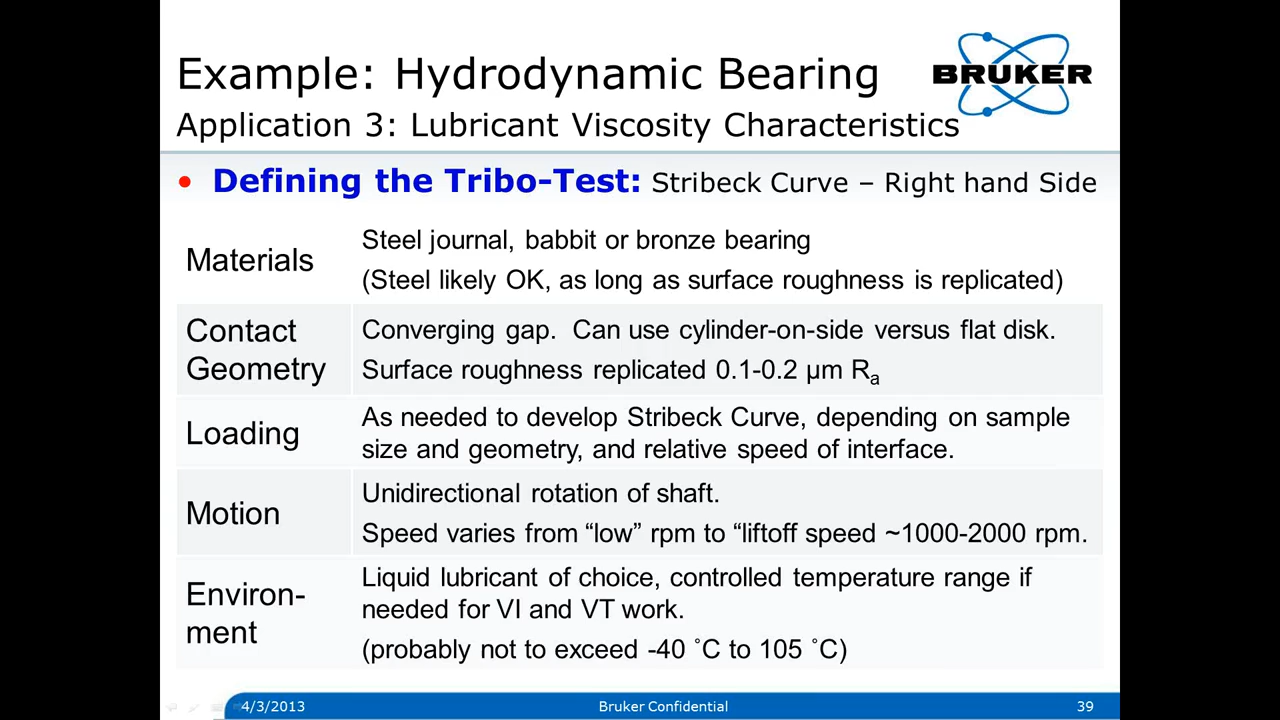 Example: Hydrodynamic Bearing
BRUKER
Application 3: Lubricant Viscosity Characteristics
• Defining the Tribo-Test: Stribeck Curve – Right hand Side
Materials
Steel journal, babbit or bronze bearing
(Steel likely OK, as long as surface roughness is replicated)
Contact
Geometry
Converging gap. Can use cylinder-on-side versus flat disk.
Surface roughness replicated 0.1-0.2 µm Ra
Loading
As needed to develop Stribeck Curve, depending on sample
size and geometry, and relative speed of interface.
Motion
Unidirectional rotation of shaft.
Speed varies from “low” rpm to “liftoff speed ~1000-2000 rpm.
Environ-
ment
Liquid lubricant of choice, controlled temperature range if
needed for VI and VT work.
(probably not to exceed -40 ˚C to 105 ˚C)
4/3/2013
Bruker Confidential
39